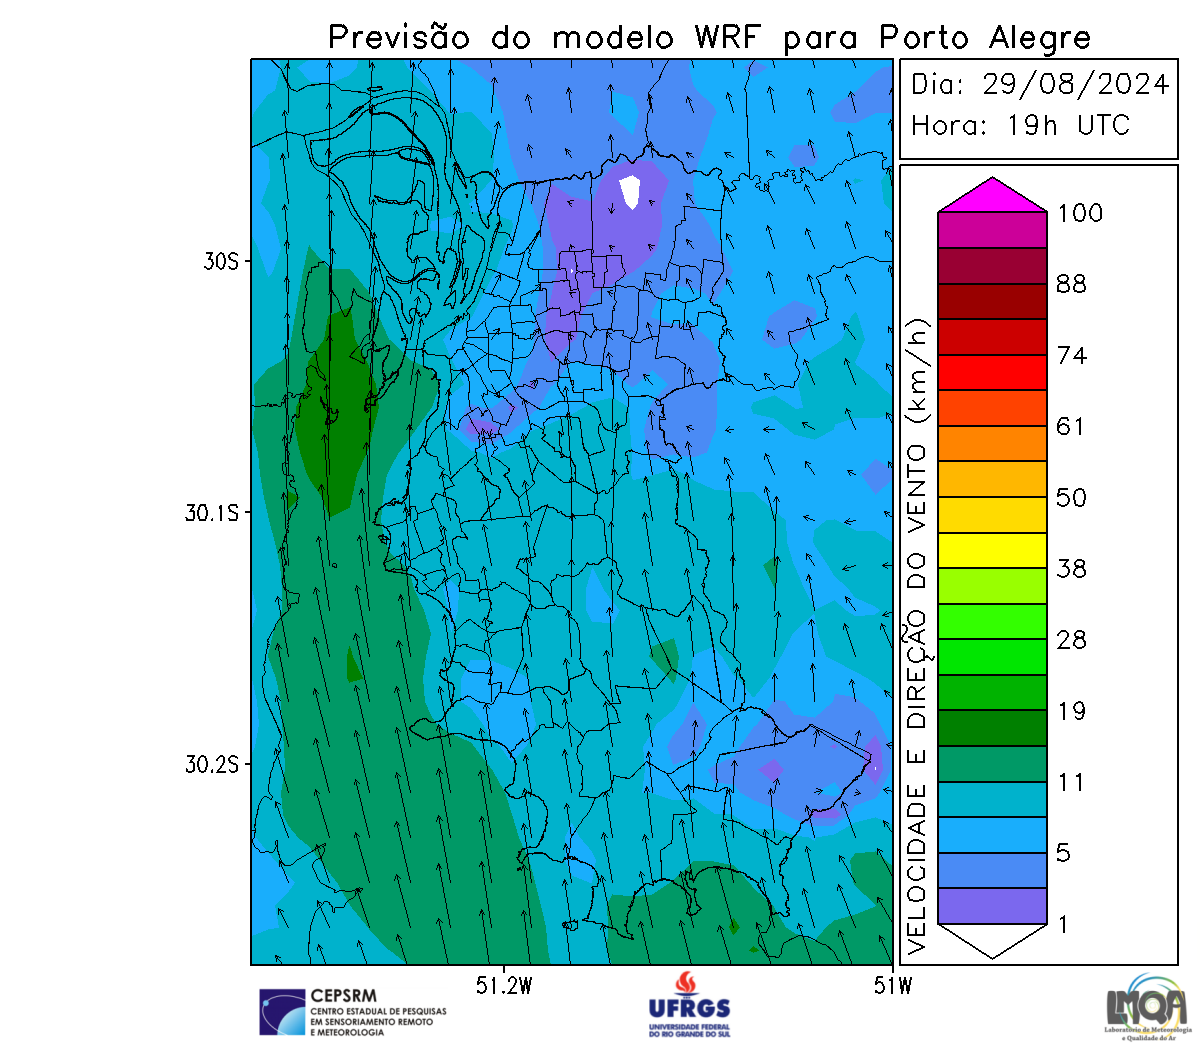 Previsão do modelo WRF para Porto Alegre
Dia: 29/08/2024
Hora: 19h UTC
30S
30.1S
30.2S
51.2W
51W
VELOCIDADE E DIREÇÃO DO VENTO (km/h)
100
88
74
61
50
38
28
19
11
5
1
CEPSRM
CENTRO ESTADUAL DE PESQUISAS
EM SENSORIAMENTO REMOTO
E METEOROLOGIA
UFRGS
UNIVERSIDADE FEDERAL
DO RIO GRANDE DO SUL
LMQA
Laboratório de Meteorologia
e Qualidade do Ar